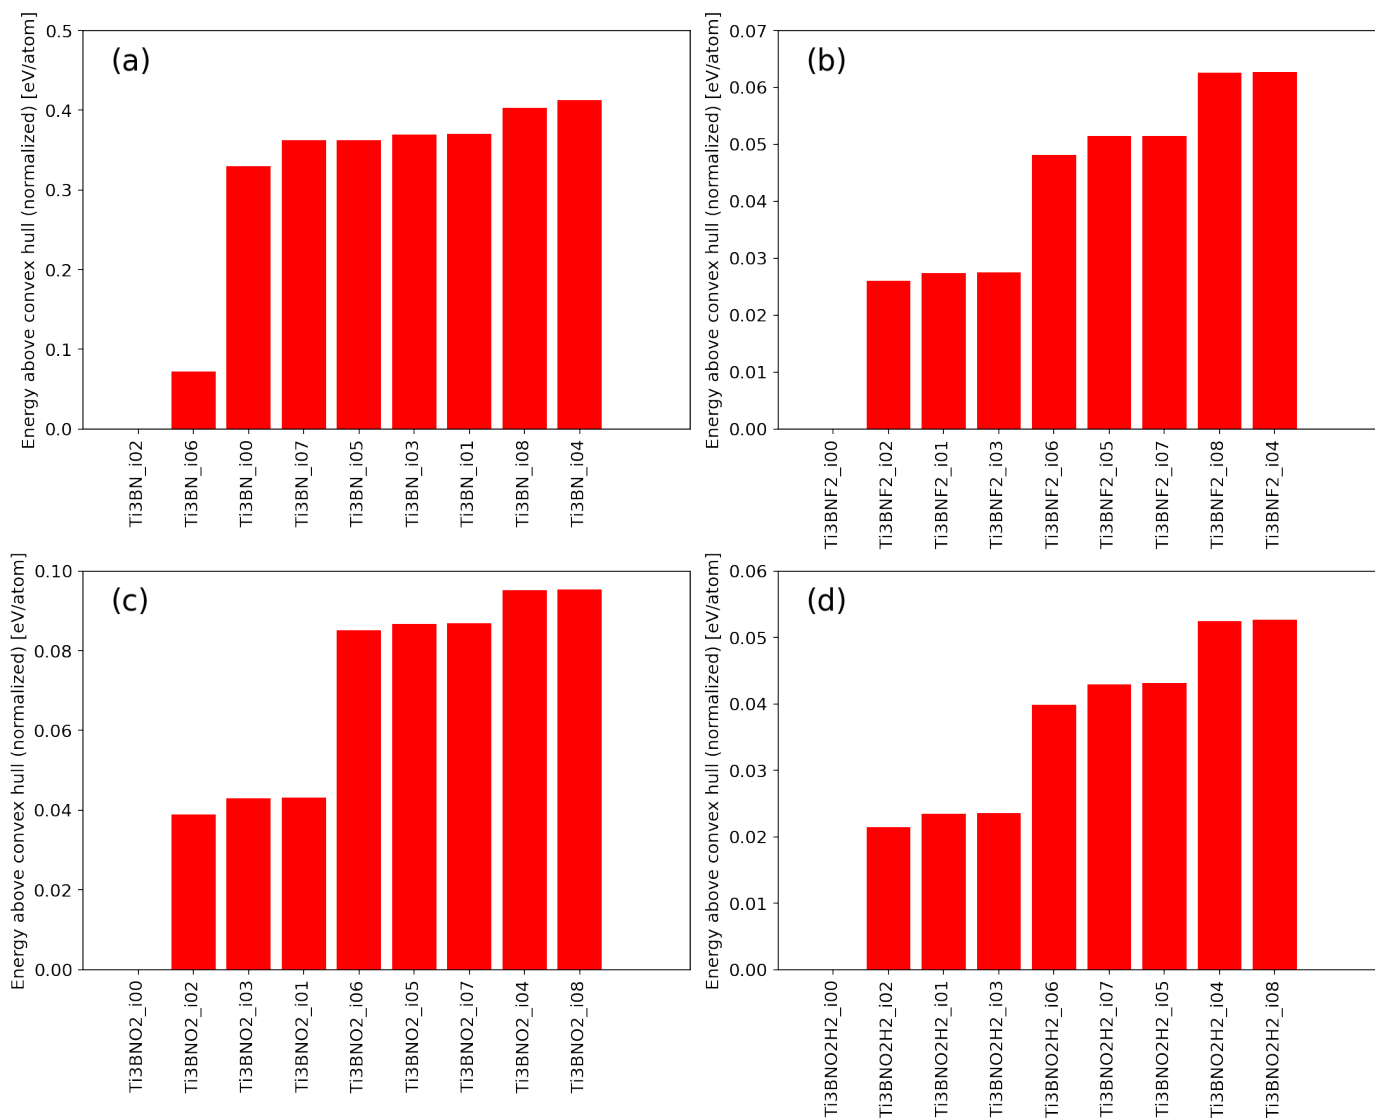 (a)
Energy above convex hull (normalized) [eV/atom]
0.5
0.4
0.3
0.2
0.1
0.0
Ti3BN_i02
Ti3BN_i06
Ti3BN_i00
Ti3BN_i07
Ti3BN_i05
Ti3BN_i03
Ti3BN_i01
Ti3BN_i08
Ti3BN_i04
(b)
Energy above convex hull (normalized) [eV/atom]
0.07
0.06
0.05
0.04
0.03
0.02
0.01
0.00
Ti3BNF2_i00
Ti3BNF2_i02
Ti3BNF2_i01
Ti3BNF2_i03
Ti3BNF2_i06
Ti3BNF2_i05
Ti3BNF2_i07
Ti3BNF2_i08
Ti3BNF2_i04
(c)
Energy above convex hull (normalized) [eV/atom]
0.10
0.08
0.06
0.04
0.02
0.00
Ti3BNO2_i00
Ti3BNO2_i02
Ti3BNO2_i03
Ti3BNO2_i01
Ti3BNO2_i06
Ti3BNO2_i05
Ti3BNO2_i07
Ti3BNO2_i04
Ti3BNO2_i08
(d)
Energy above convex hull (normalized) [eV/atom]
0.06
0.05
0.04
0.03
0.02
0.01
0.00
Ti3BNO2H2_i00
Ti3BNO2H2_i02
Ti3BNO2H2_i01
Ti3BNO2H2_i03
Ti3BNO2H2_i06
Ti3BNO2H2_i07
Ti3BNO2H2_i05
Ti3BNO2H2_i04
Ti3BNO2H2_i08